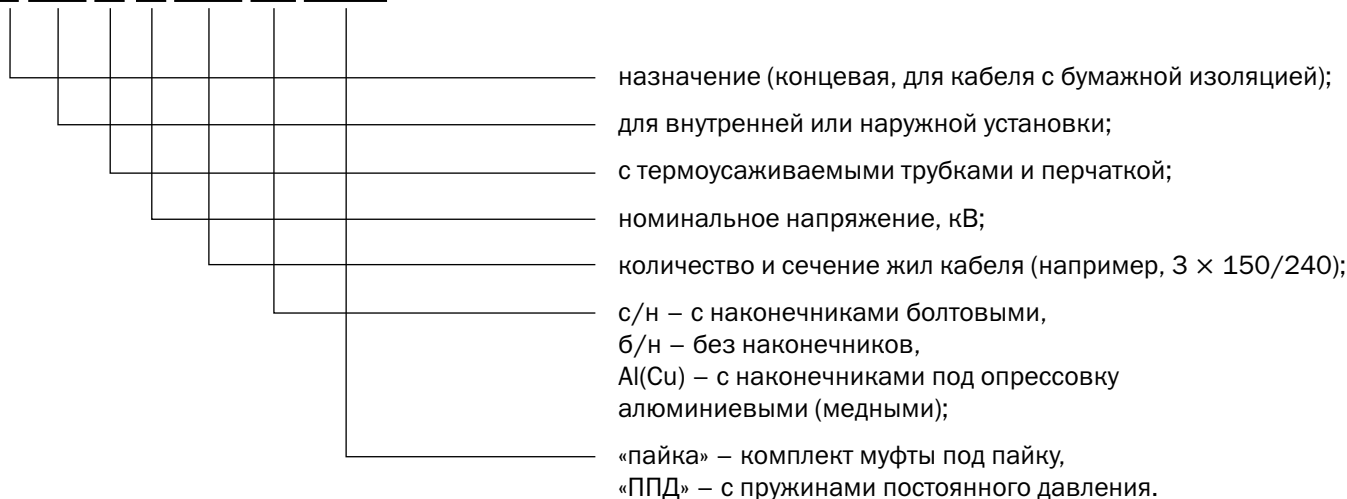 назначение (концевая, для кабеля с бумажной изоляцией);
для внутренней или наружной установки;
с термоусаживаемыми трубками и перчаткой;
номинальное напряжение, кВ;
количество и сечение жил кабеля (например, 3 × 150/240);
с/н – с наконечниками болтовыми,
б/н – без наконечников,
Al(Cu) – с наконечниками под опрессовку
алюминиевыми (медными);
«пайка» – комплект муфты под пайку,
«ППД» – с пружинами постоянного давления.